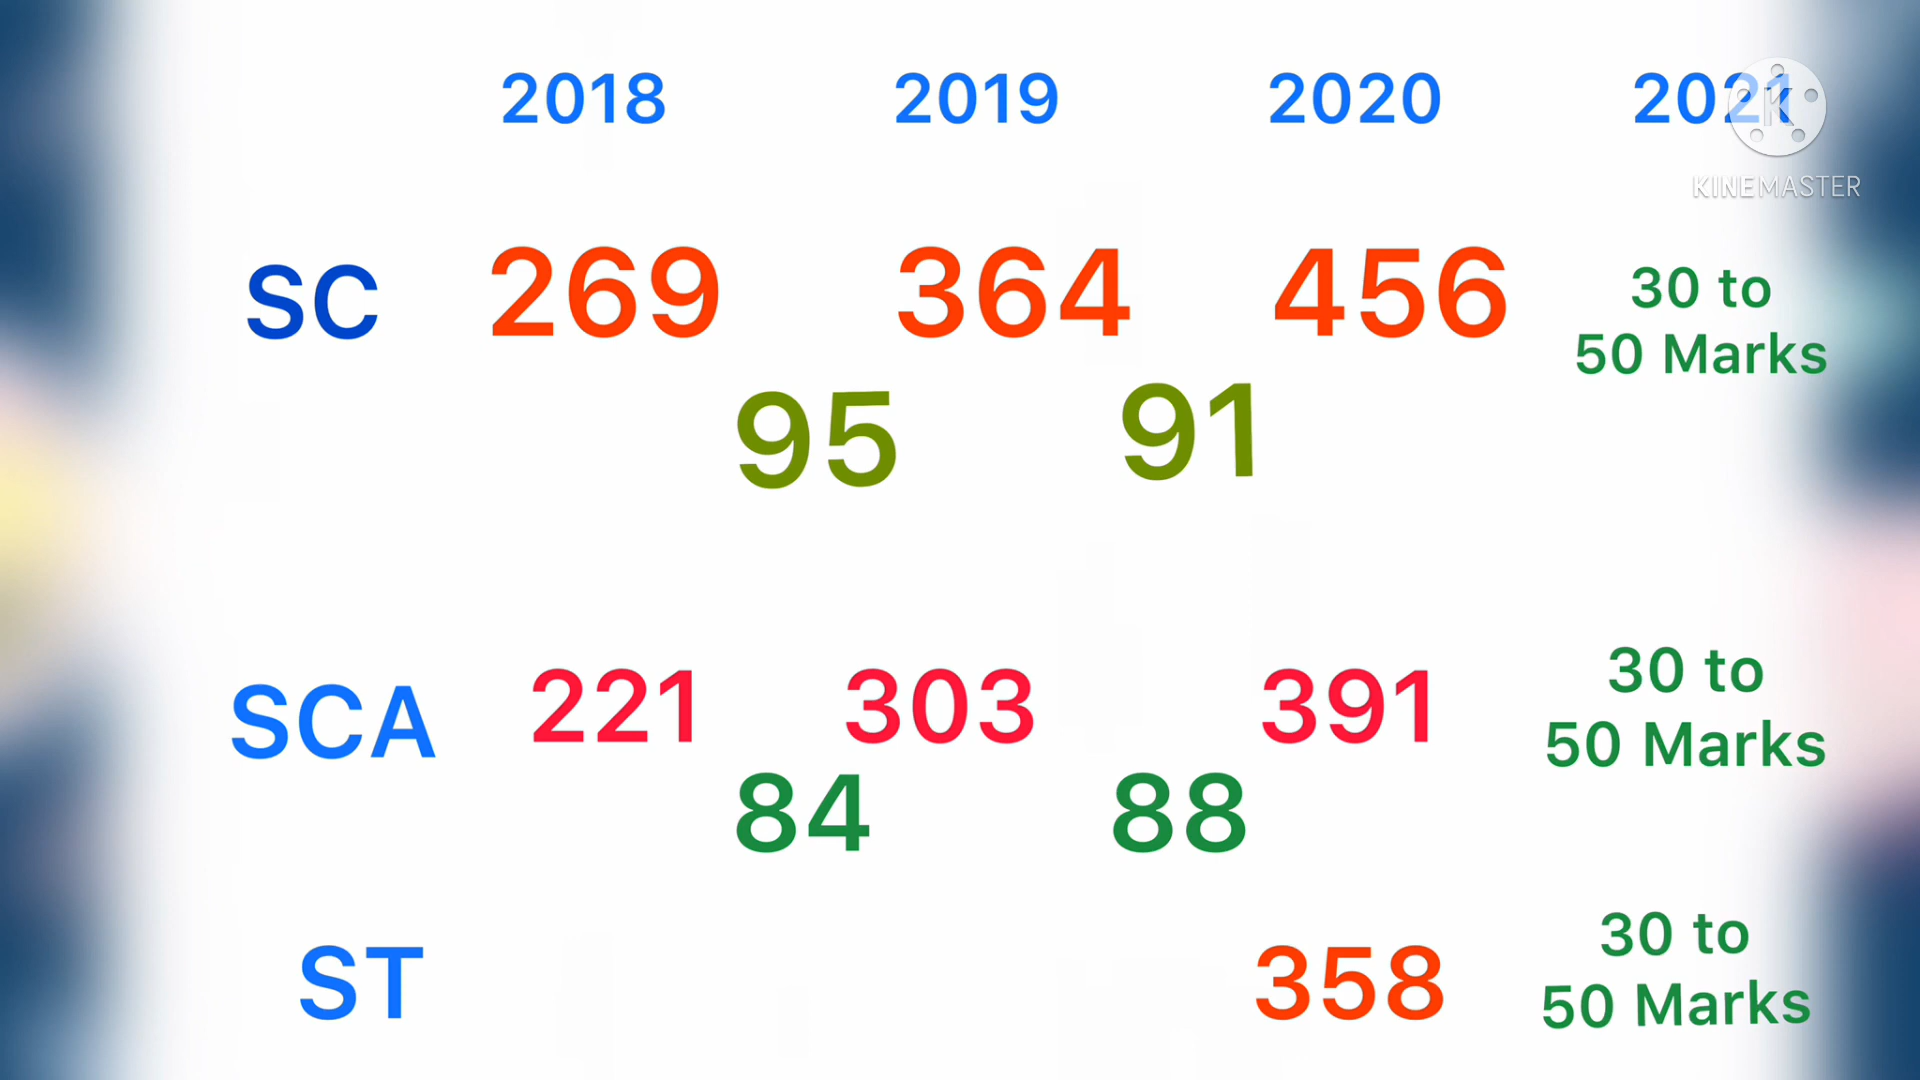 2018 2019 2020 2021
KINEMASTER
SC 269 364 456 30 to
50 Marks
95 91
SCA 221 303 391 30 to
50 Marks
84 88
ST 358 30 to
50 Marks